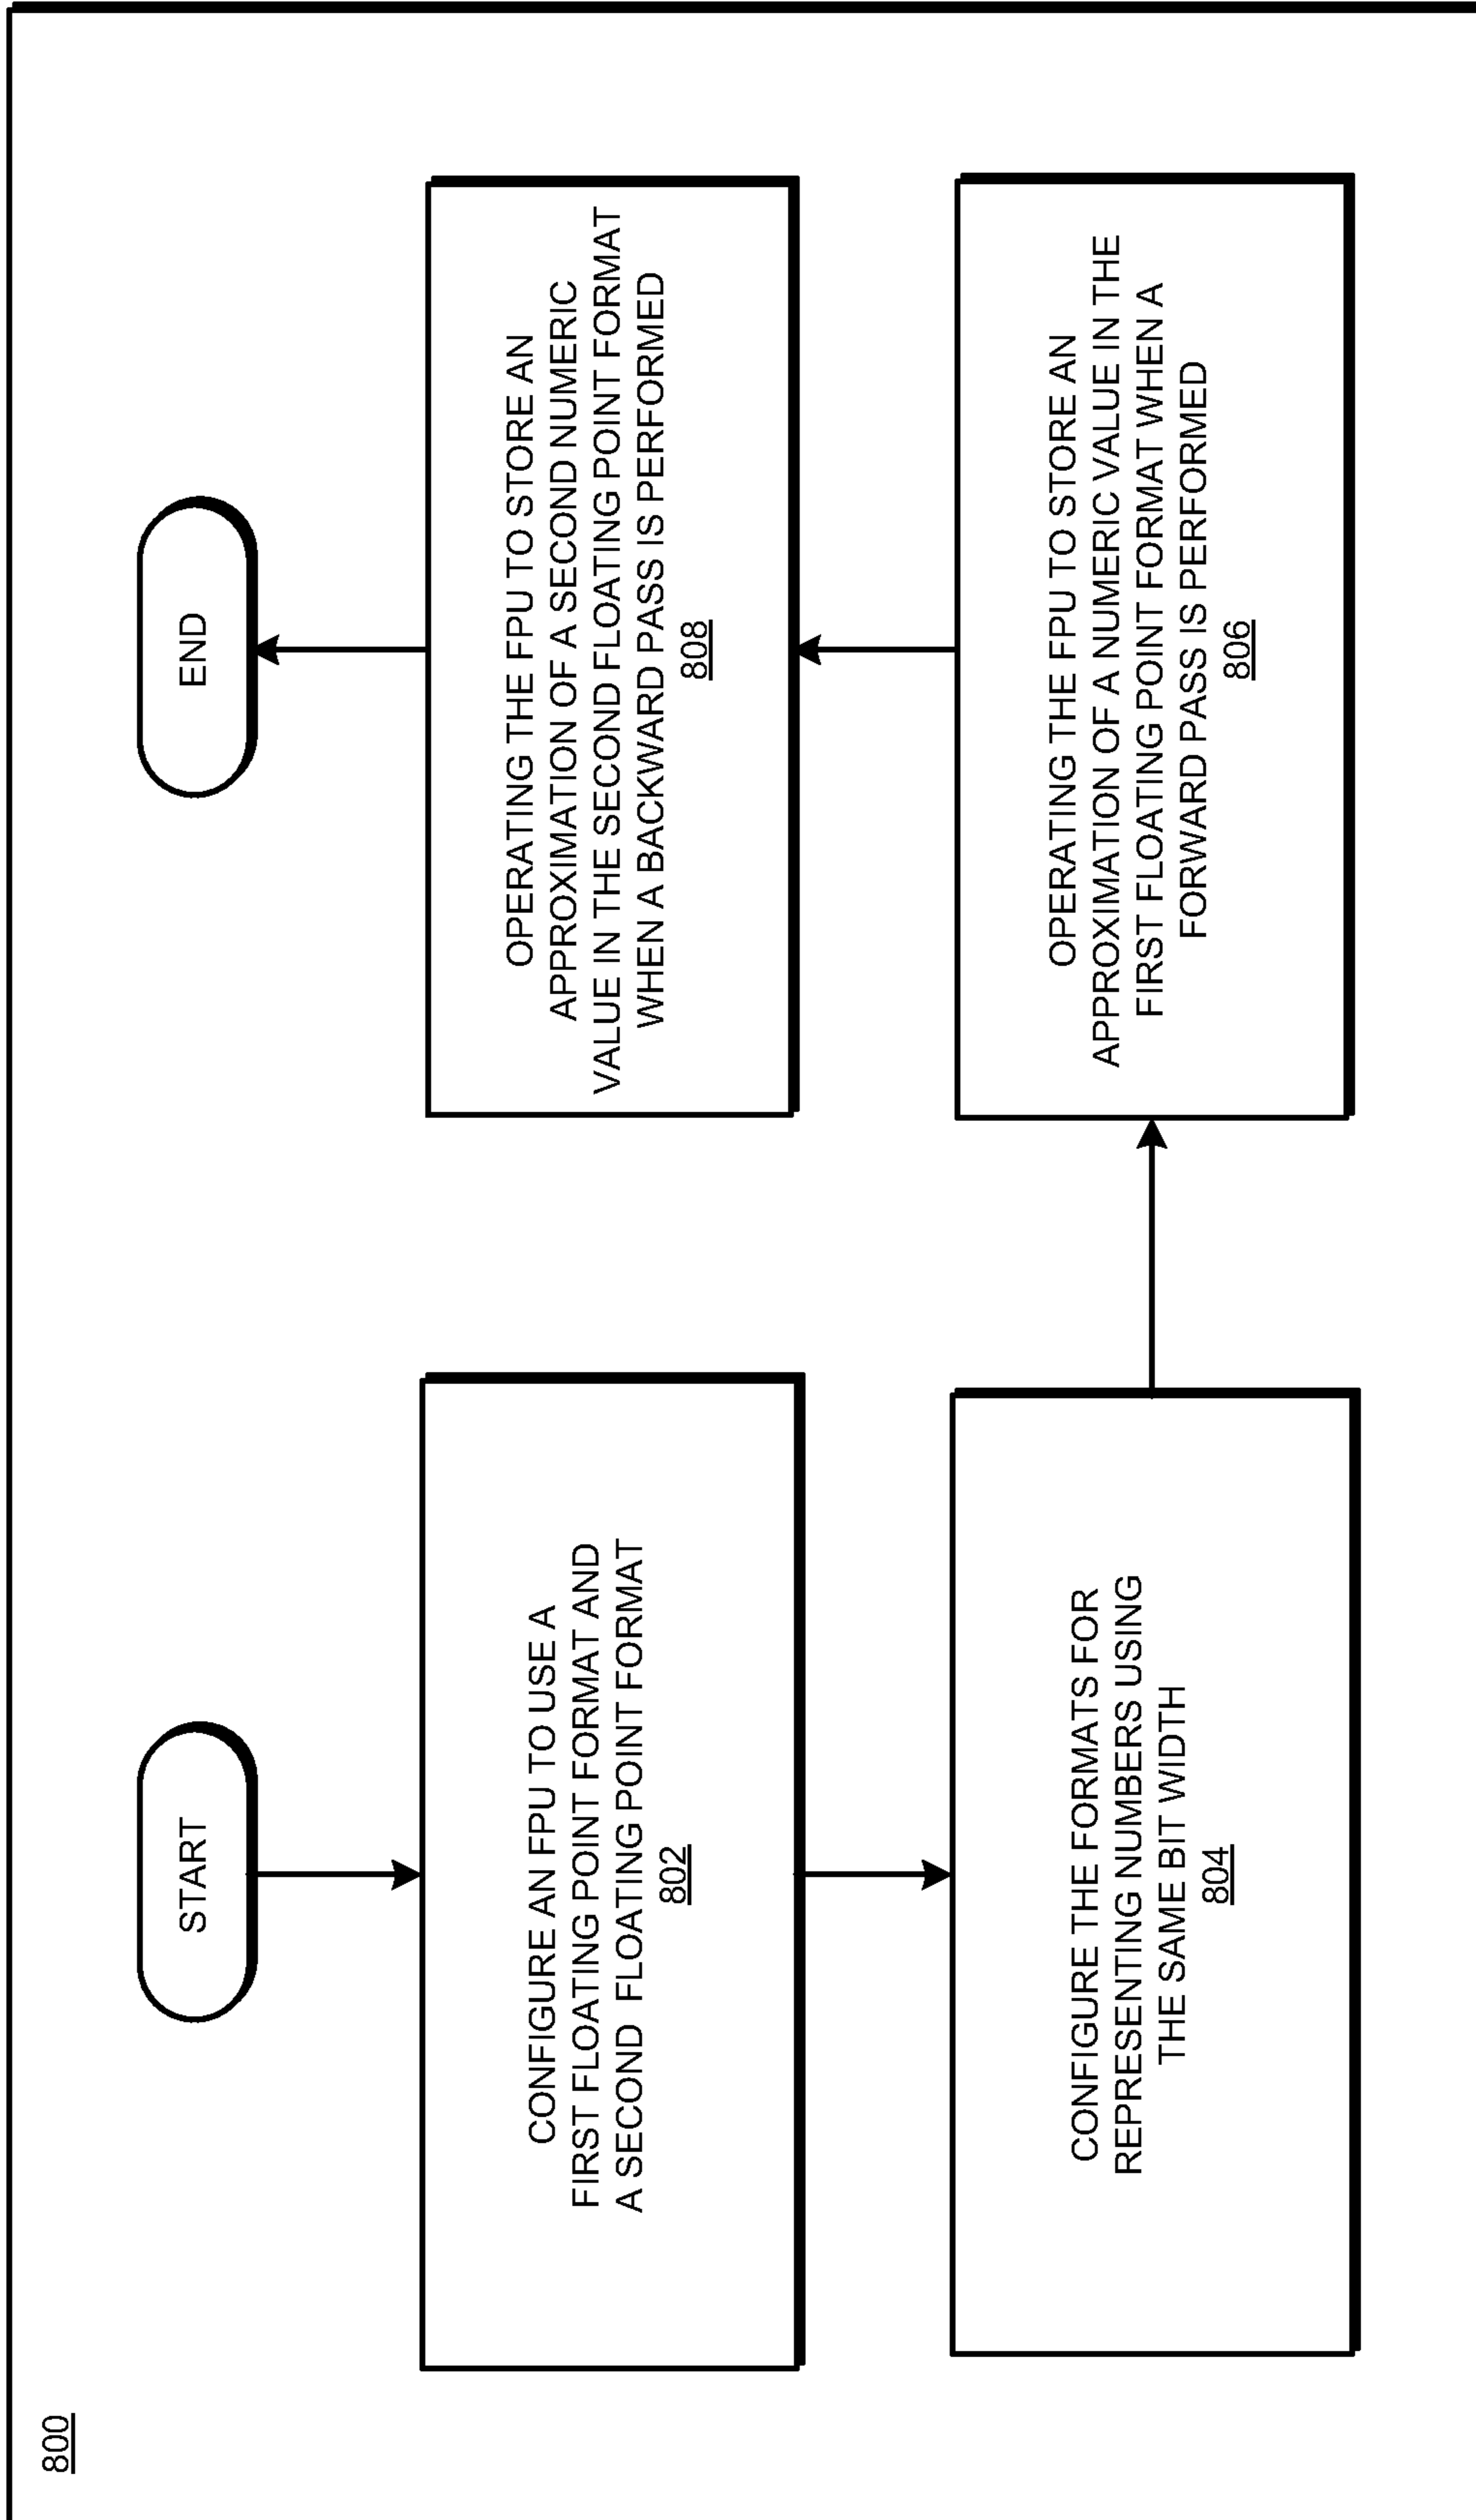 800
START
CONFIGURE AN FPU TO USE A
FIRST FLOATING POINT FORMAT AND
A SECOND FLOATING POINT FORMAT
802
CONFIGURE THE FORMATS FOR
REPRESENTING NUMBERS USING
THE SAME BIT WIDTH
804
OPERATING THE FPU TO STORE AN
APPROXIMATION OF A NUMERIC VALUE IN THE
FIRST FLOATING POINT FORMAT WHEN A
FORWARD PASS IS PERFORMED
806
OPERATING THE FPU TO STORE AN
APPROXIMATION OF A SECOND NUMERIC
VALUE IN THE SECOND FLOATING POINT FORMAT
WHEN A BACKWARD PASS IS PERFORMED
808
END